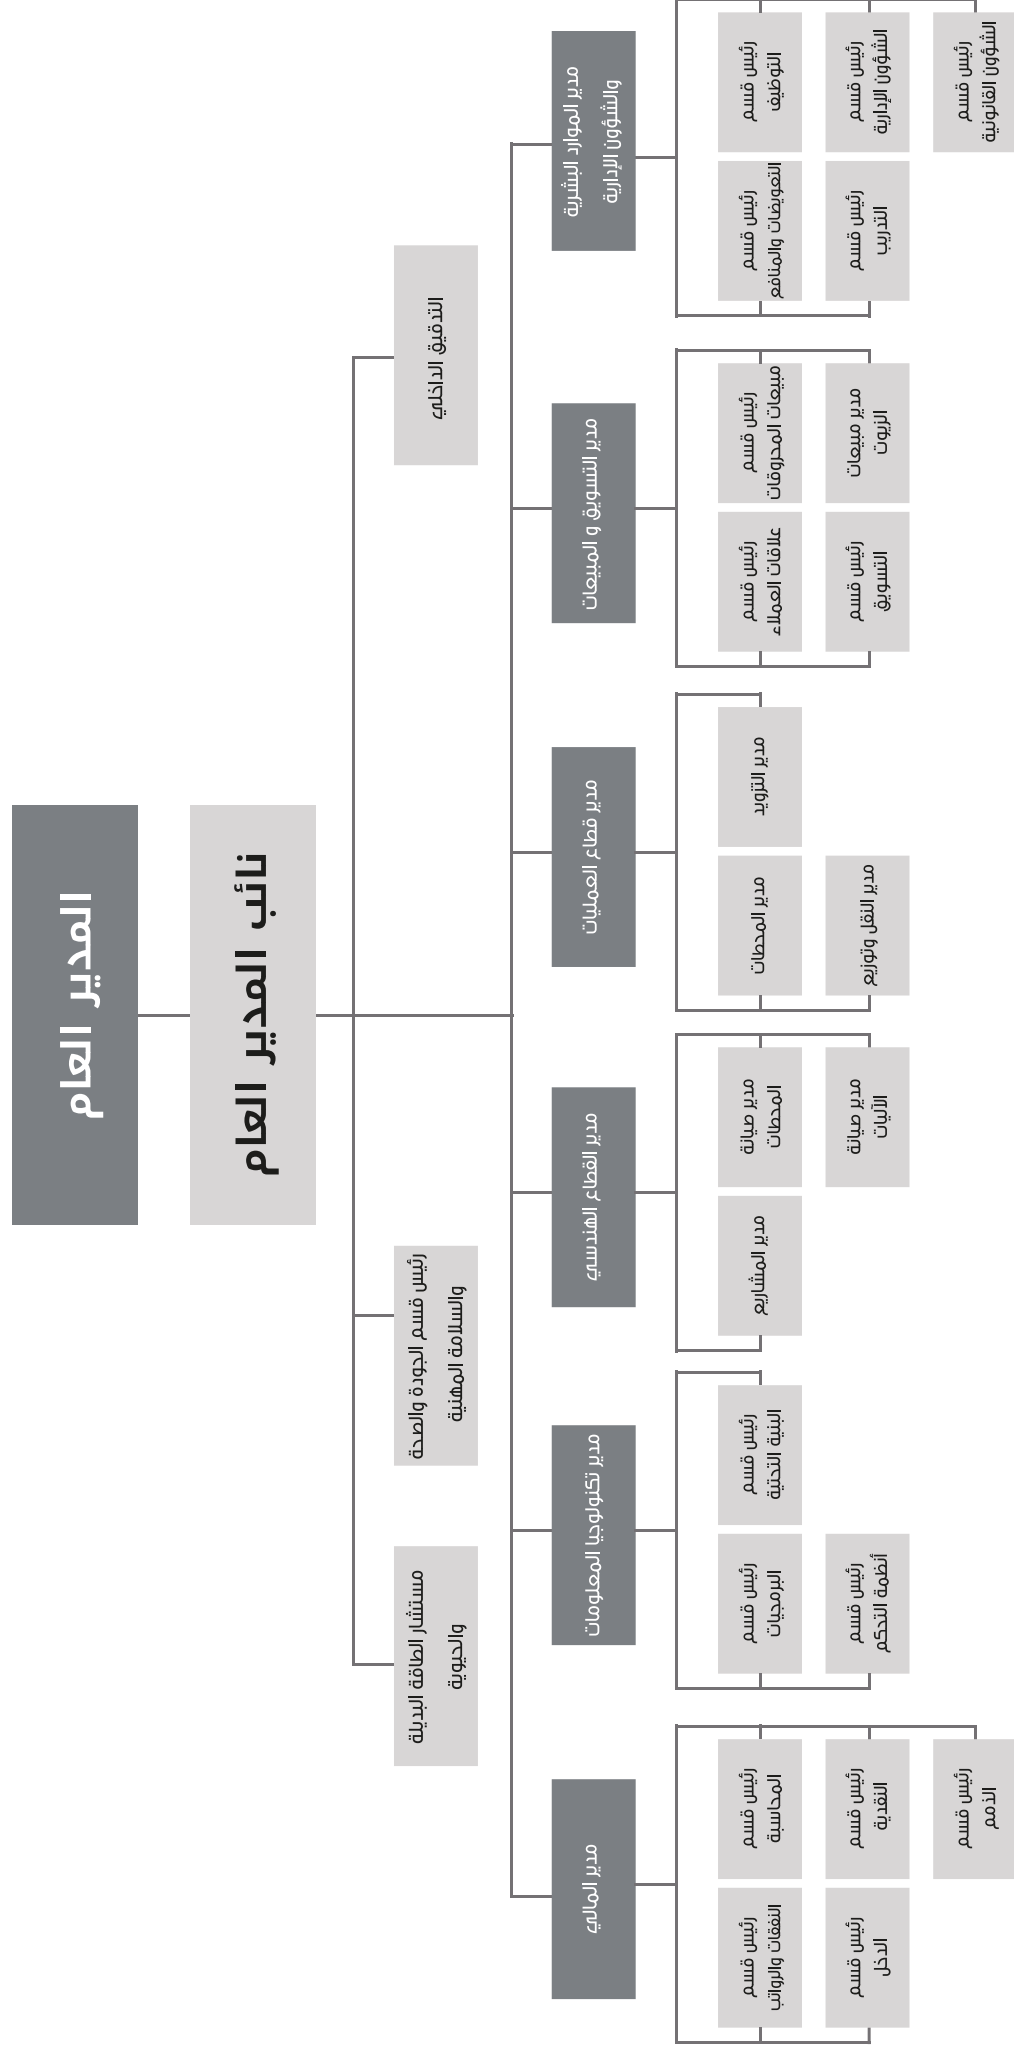 المدير العام
نائب المدير العام
التدقيق الداخلي
رئيس قسم الجودة والصحة
والسلامة المهنية
مستشار الطاقة البديلة
والحيوية
مدير الموارد البشرية
والشؤون الإدارية
مدير التسويق و المبيعات
مدير قطاع العمليات
مدير القطاع الهندسي
مدير تكنولوجيا المعلومات
مدير المالي
رئيس قسم
التوظيف
رئيس قسم
التعويضات والمنافع
رئيس قسم
الشؤون الإدارية
رئيس قسم
التدريب
رئيس قسم
الشؤون القانونية
رئيس قسم
مبيعات المحروقات
رئيس قسم
علاقات العملاء
مدير مبيعات
الزيوت
رئيس قسم
التسويق
مدير التزويد
مدير المحطات
مدير النقل وتوزيع
مدير صيانة
المحطات
مدير المشاريع
مدير صيانة
الآليات
رئيس قسم
البنية التحتية
رئيس قسم
البرمجيات
رئيس قسم
أنظمة التحكم
رئيس قسم
المحاسبة
رئيس قسم
النفقات والرواتب
رئيس قسم
النقدية
رئيس قسم
الدخل
رئيس قسم
الذمم